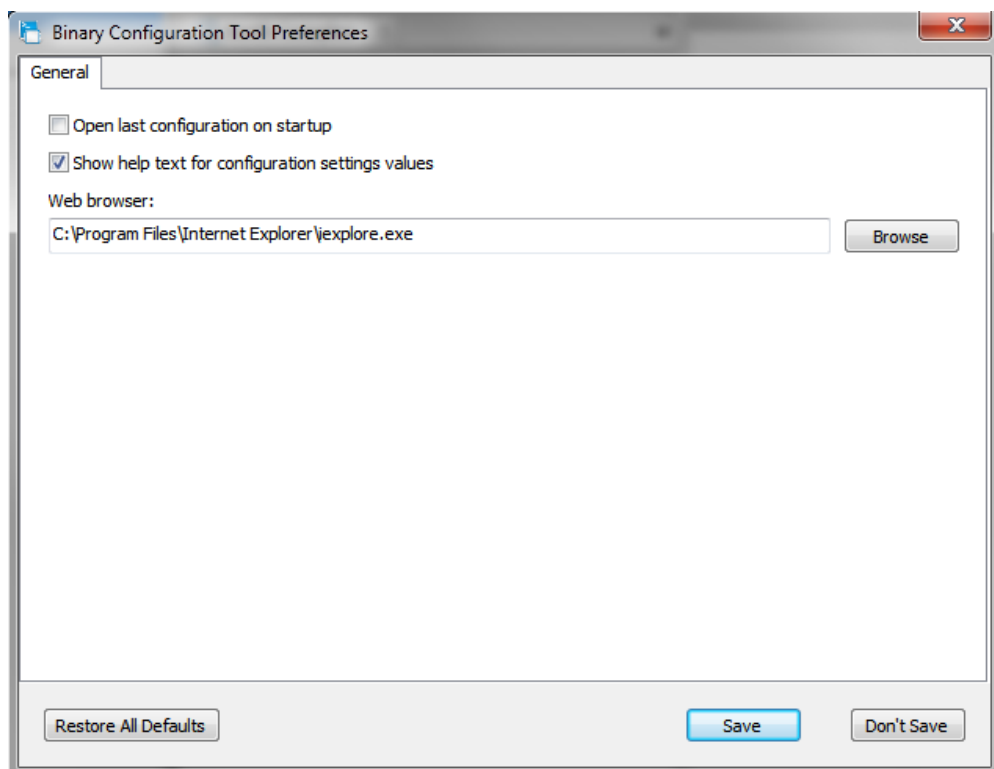 Binary Configuration Tool Preferences
General
Open last configuration on startup
Show help text for configuration settings values
Web browser:
C:\Program Files\Internet Explorer\iexplore.exe
Browse
Restore All Defaults
Save
Don't Save